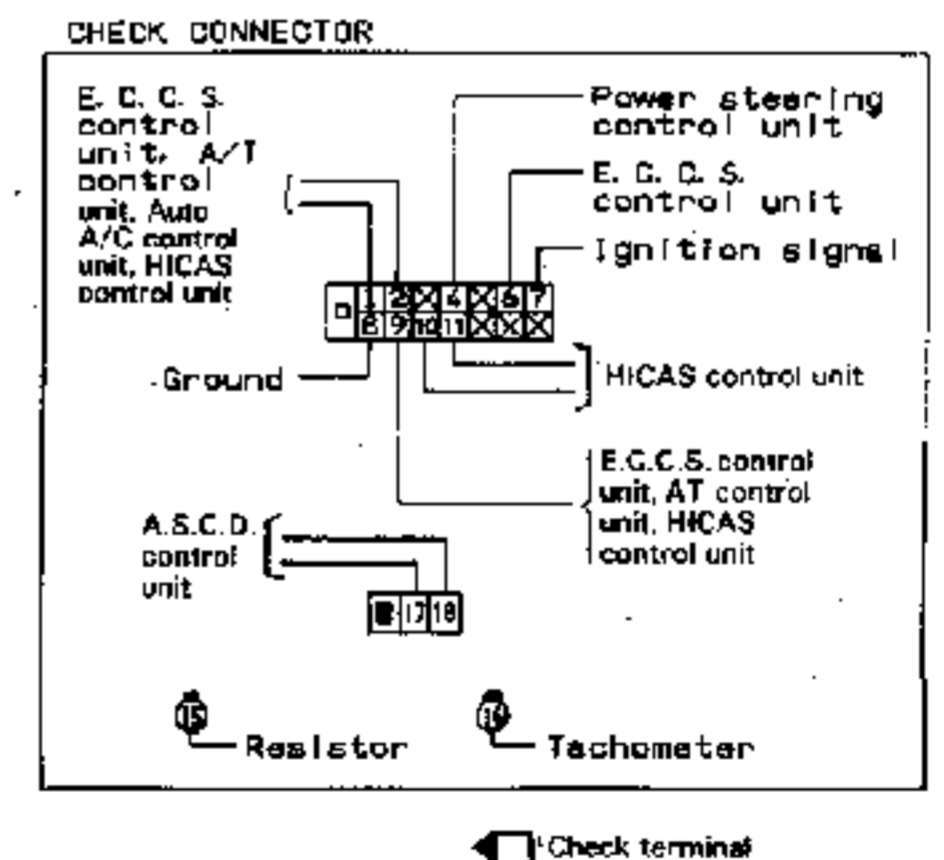 CHECK CONNECTOR
E. C. C. S.
control
unit, A/T
control
unit, Auto
A/C control
unit, HICAS
control unit
Power steering
control unit
E. C. C. S.
control unit
Ignition signal
1 2 4 6 7
8 9 10 11
Ground
HICAS control unit
E.C.C.S. control
unit, AT control
unit, HICAS
control unit
A.S.C.D.
control
unit
17 18
15
Resistor
Tachometer
Check terminal